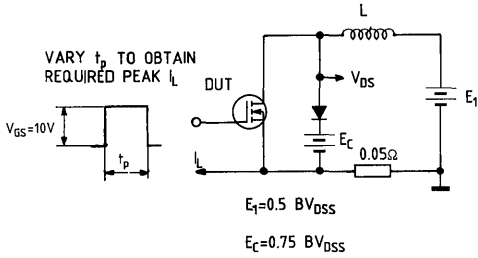 L
VARY tp TO OBTAIN
REQUIRED PEAK IL
DUT
VDS
E1
VGS=10V
EC
IL
0.05Ω
tp
E1=0.5 BVDSS
EC=0.75 BVDSS